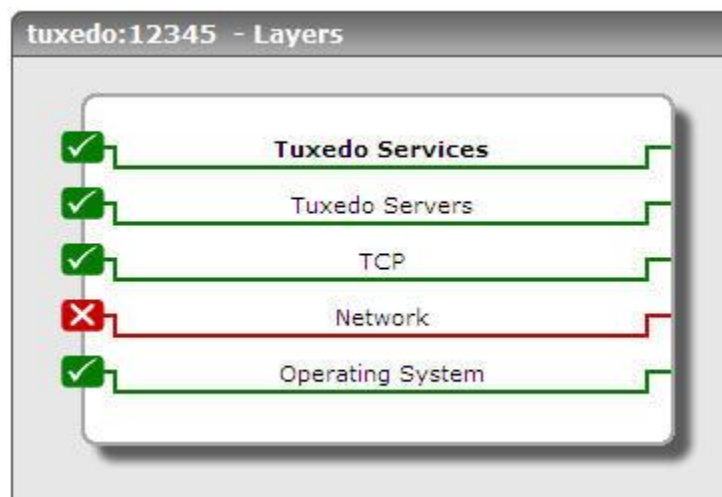 tuxedo:12345 - Layers
Tuxedo Services
Tuxedo Servers
TCP
Network
Operating System